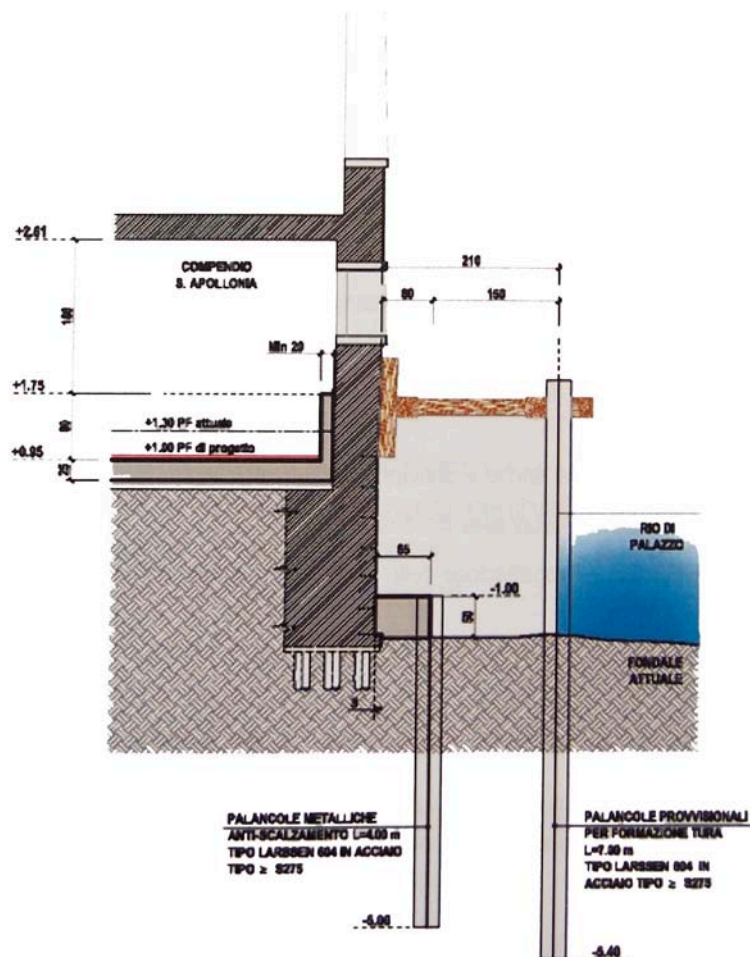 +2.61
COMPENDIO
S. APOLLONIA
210
60
150
Min 20
+1.75
+1.30 PF attuale
+1.00 PF di progetto
+0.95
25
RIO DI
PALAZZO
65
-1.00
FONDALE
ATTUALE
PALANCOLE METALLICHE
ANTI-SCALZAMENTO L=4.00 m
TIPO LARSSEN 604 IN ACCIAIO
TIPO ≥ S275
PALANCOLE PROVVISIONALI
PER FORMAZIONE TURA
L=7.00 m
TIPO LARSSEN 604 IN
ACCIAIO TIPO ≥ S275
-5.00
-5.40